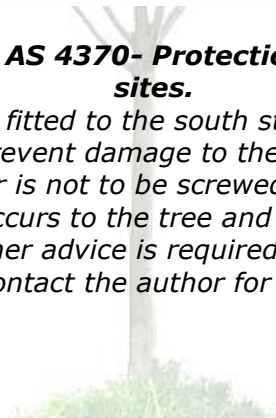 AS 4370- Protectio
sites.
fitted to the south st
revent damage to the
r is not to be screwed
ccurs to the tree and
her advice is required
ontact the author for